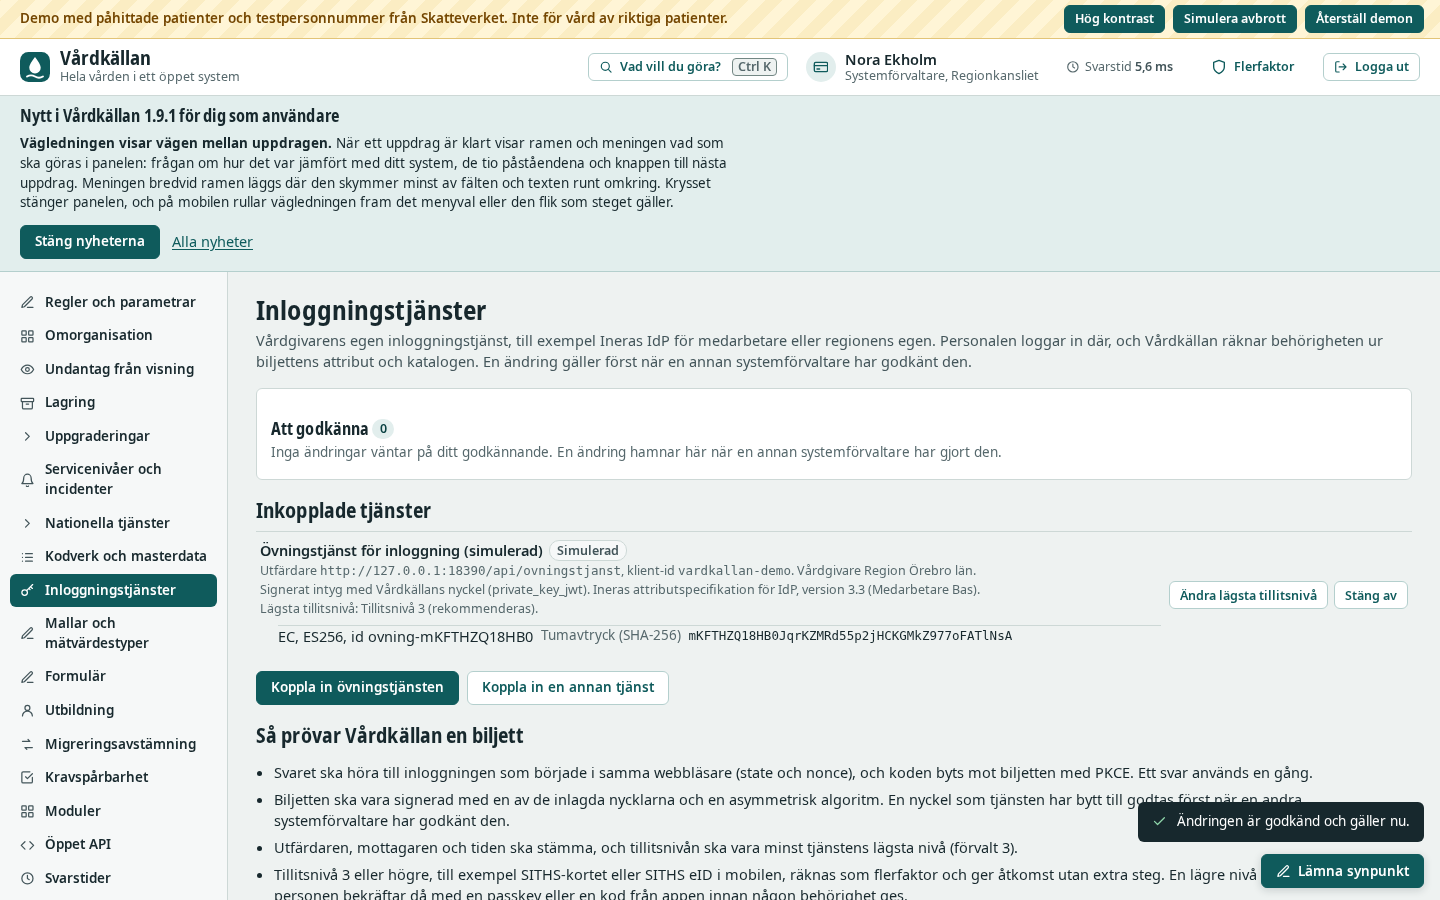 Demo med påhittade patienter och testpersonnummer från Skatteverket. Inte för vård av riktiga patienter.
Hög kontrast
Simulera avbrott
Återställ demon
Vårdkällan
Hela vården i ett öppet system
Vad vill du göra?
Ctrl K
Nora Ekholm
Systemförvaltare, Regionkansliet
Svarstid 5,6 ms
Flerfaktor
Logga ut
Nytt i Vårdkällan 1.9.1 för dig som användare
Vägledningen visar vägen mellan uppdragen. När ett uppdrag är klart visar ramen och meningen vad som
ska göras i panelen: frågan om hur det var jämfört med ditt system, de tio påståendena och knappen till nästa
uppdrag. Meningen bredvid ramen läggs där den skymmer minst av fälten och texten runt omkring. Krysset
stänger panelen, och på mobilen rullar vägledningen fram det menyval eller den flik som steget gäller.
Stäng nyheterna
Alla nyheter
Regler och parametrar
Omorganisation
Undantag från visning
Lagring
Uppgraderingar
Servicenivåer och
incidenter
Nationella tjänster
Kodverk och masterdata
Inloggningstjänster
Mallar och
mätvärdestyper
Formulär
Utbildning
Migreringsavstämning
Kravspårbarhet
Moduler
Öppet API
Svarstider
Inloggningstjänster
Vårdgivarens egen inloggningstjänst, till exempel Ineras IdP för medarbetare eller regionens egen. Personalen loggar in där, och Vårdkällan räknar behörigheten ur
biljettens attribut och katalogen. En ändring gäller först när en annan systemförvaltare har godkänt den.
Att godkänna 0
Inga ändringar väntar på ditt godkännande. En ändring hamnar här när en annan systemförvaltare har gjort den.
Inkopplade tjänster
Övningstjänst för inloggning (simulerad) Simulerad
Utfärdare http://127.0.0.1:18390/api/ovningstjanst, klient-id vardkallan-demo. Vårdgivare Region Örebro län.
Signerat intyg med Vårdkällans nyckel (private_key_jwt). Ineras attributspecifikation för IdP, version 3.3 (Medarbetare Bas).
Lägsta tillitsnivå: Tillitsnivå 3 (rekommenderas).
Ändra lägsta tillitsnivå
Stäng av
EC, ES256, id ovning-mKFTHZQ18HB0 Tumavtryck (SHA-256) mKFTHZQ18HB0JqrKZMRd55p2jHCKGMkZ977oFATlNsA
Koppla in övningstjänsten
Koppla in en annan tjänst
Så prövar Vårdkällan en biljett
• Svaret ska höra till inloggningen som började i samma webbläsare (state och nonce), och koden byts mot biljetten med PKCE. Ett svar används en gång.
• Biljetten ska vara signerad med en av de inlagda nycklarna och en asymmetrisk algoritm. En nyckel som tjänsten har bytt till godtas först när en andra
systemförvaltare har godkänt den.
• Utfärdaren, mottagaren och tiden ska stämma, och tillitsnivån ska vara minst tjänstens lägsta nivå (förvalt 3).
• Tillitsnivå 3 eller högre, till exempel SITHS-kortet eller SITHS eID i mobilen, räknas som flerfaktor och ger åtkomst utan extra steg. En lägre nivå
personen bekräftar då med en passkey eller en kod från appen innan någon behörighet ges.
Ändringen är godkänd och gäller nu.
Lämna synpunkt